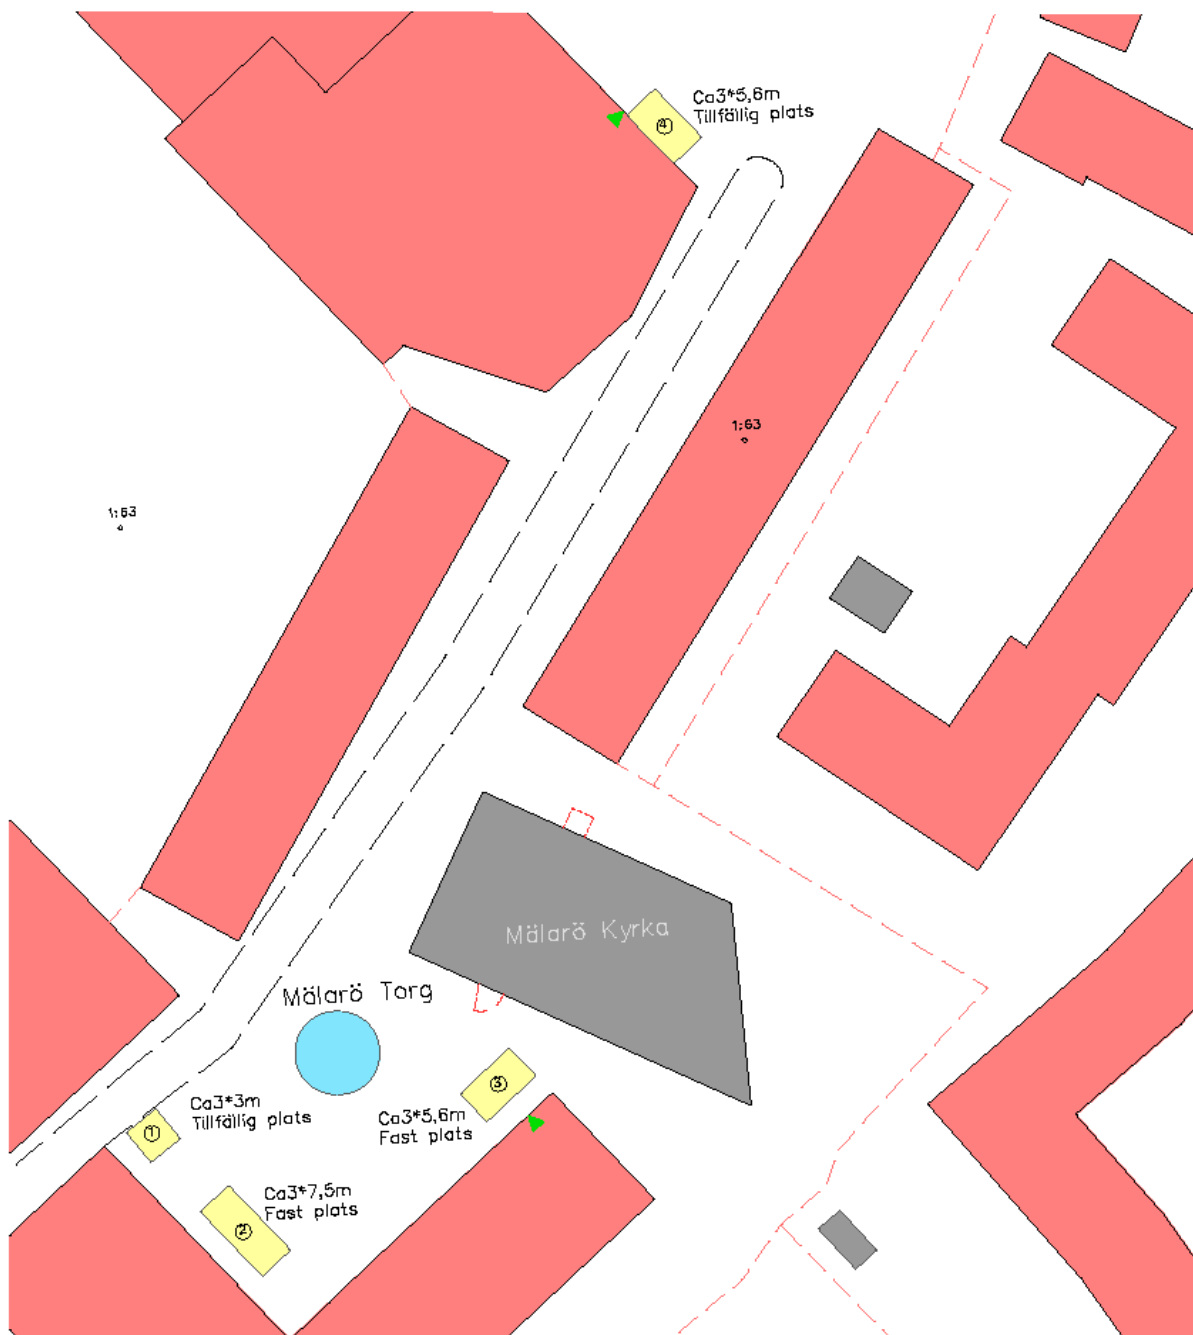 Ca3*5,6m
Tillfällig plats
4
1:63
1:63
Mälarö Kyrka
Mälarö Torg
3
Ca3*3m
Tillfällig plats
Ca3*5,6m
Fast plats
1
Ca3*7,5m
Fast plats
2